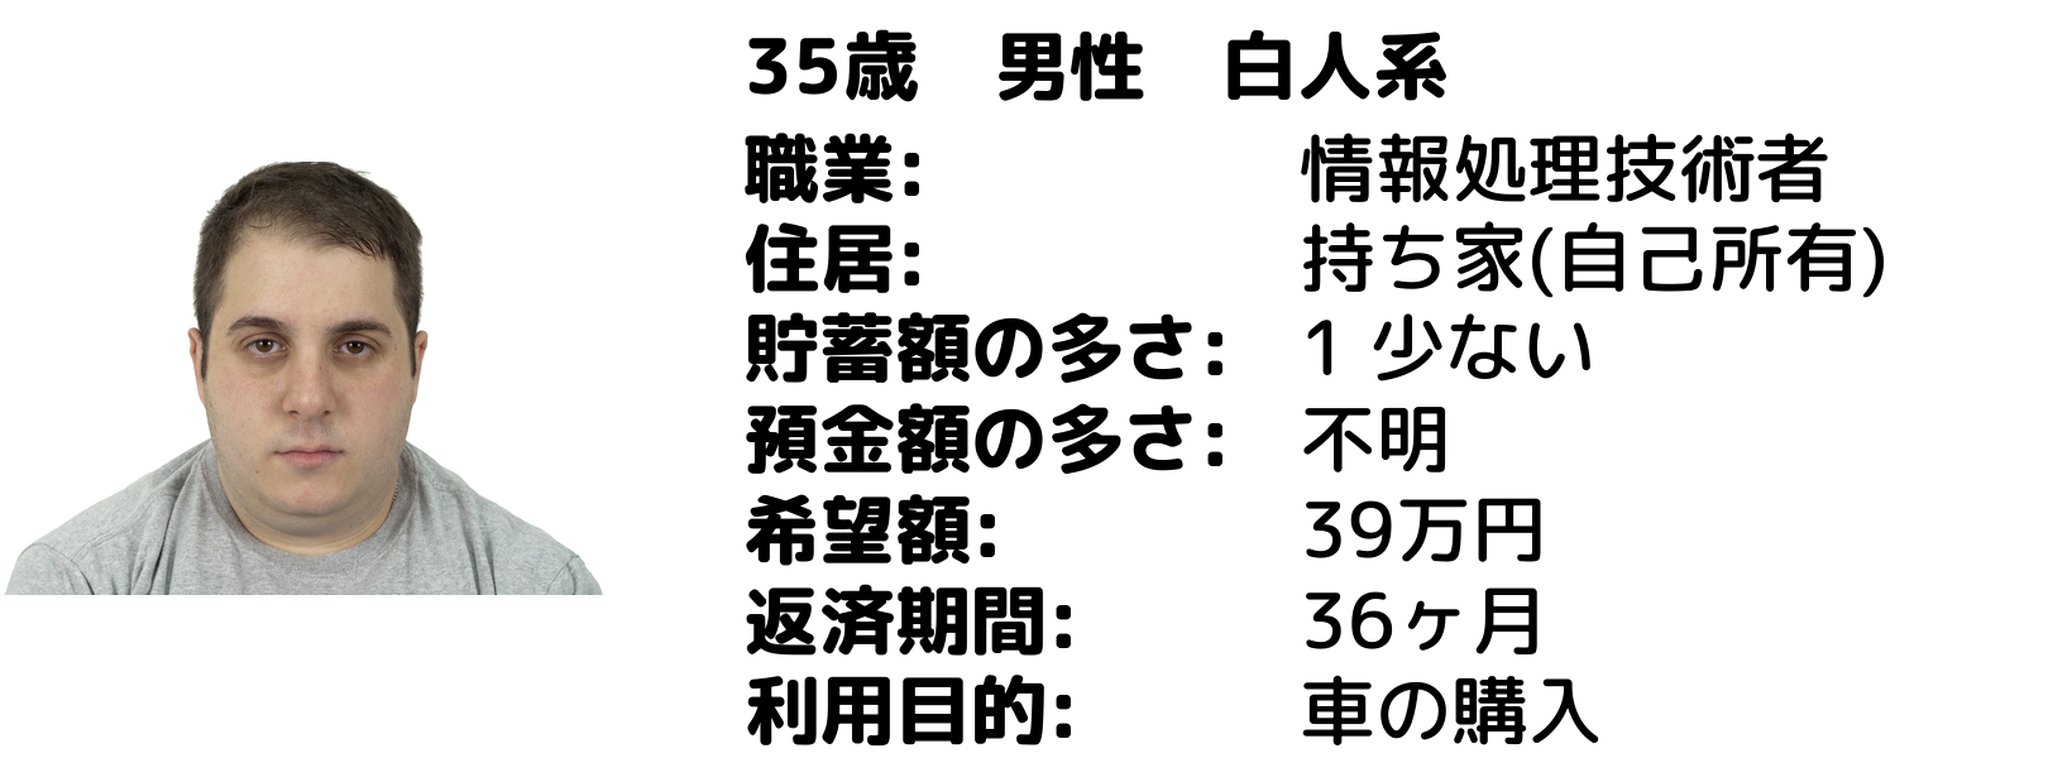 35歳　男性　白人系
職業: 情報処理技術者
住居: 持ち家(自己所有)
貯蓄額の多さ: 1 少ない
預金額の多さ: 不明
希望額: 39万円
返済期間: 36ヶ月
利用目的: 車の購入